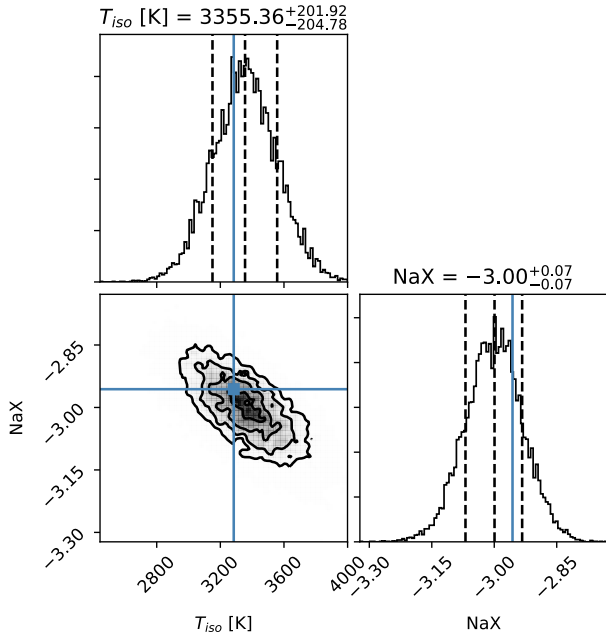 T_iso [K] = 3355.36 +201.92 −204.78
NaX = −3.00 +0.07 −0.07
NaX
−2.85
−3.00
−3.15
−3.30
2800
3200
3600
4000
T_iso [K]
−3.30
−3.15
−3.00
−2.85
NaX